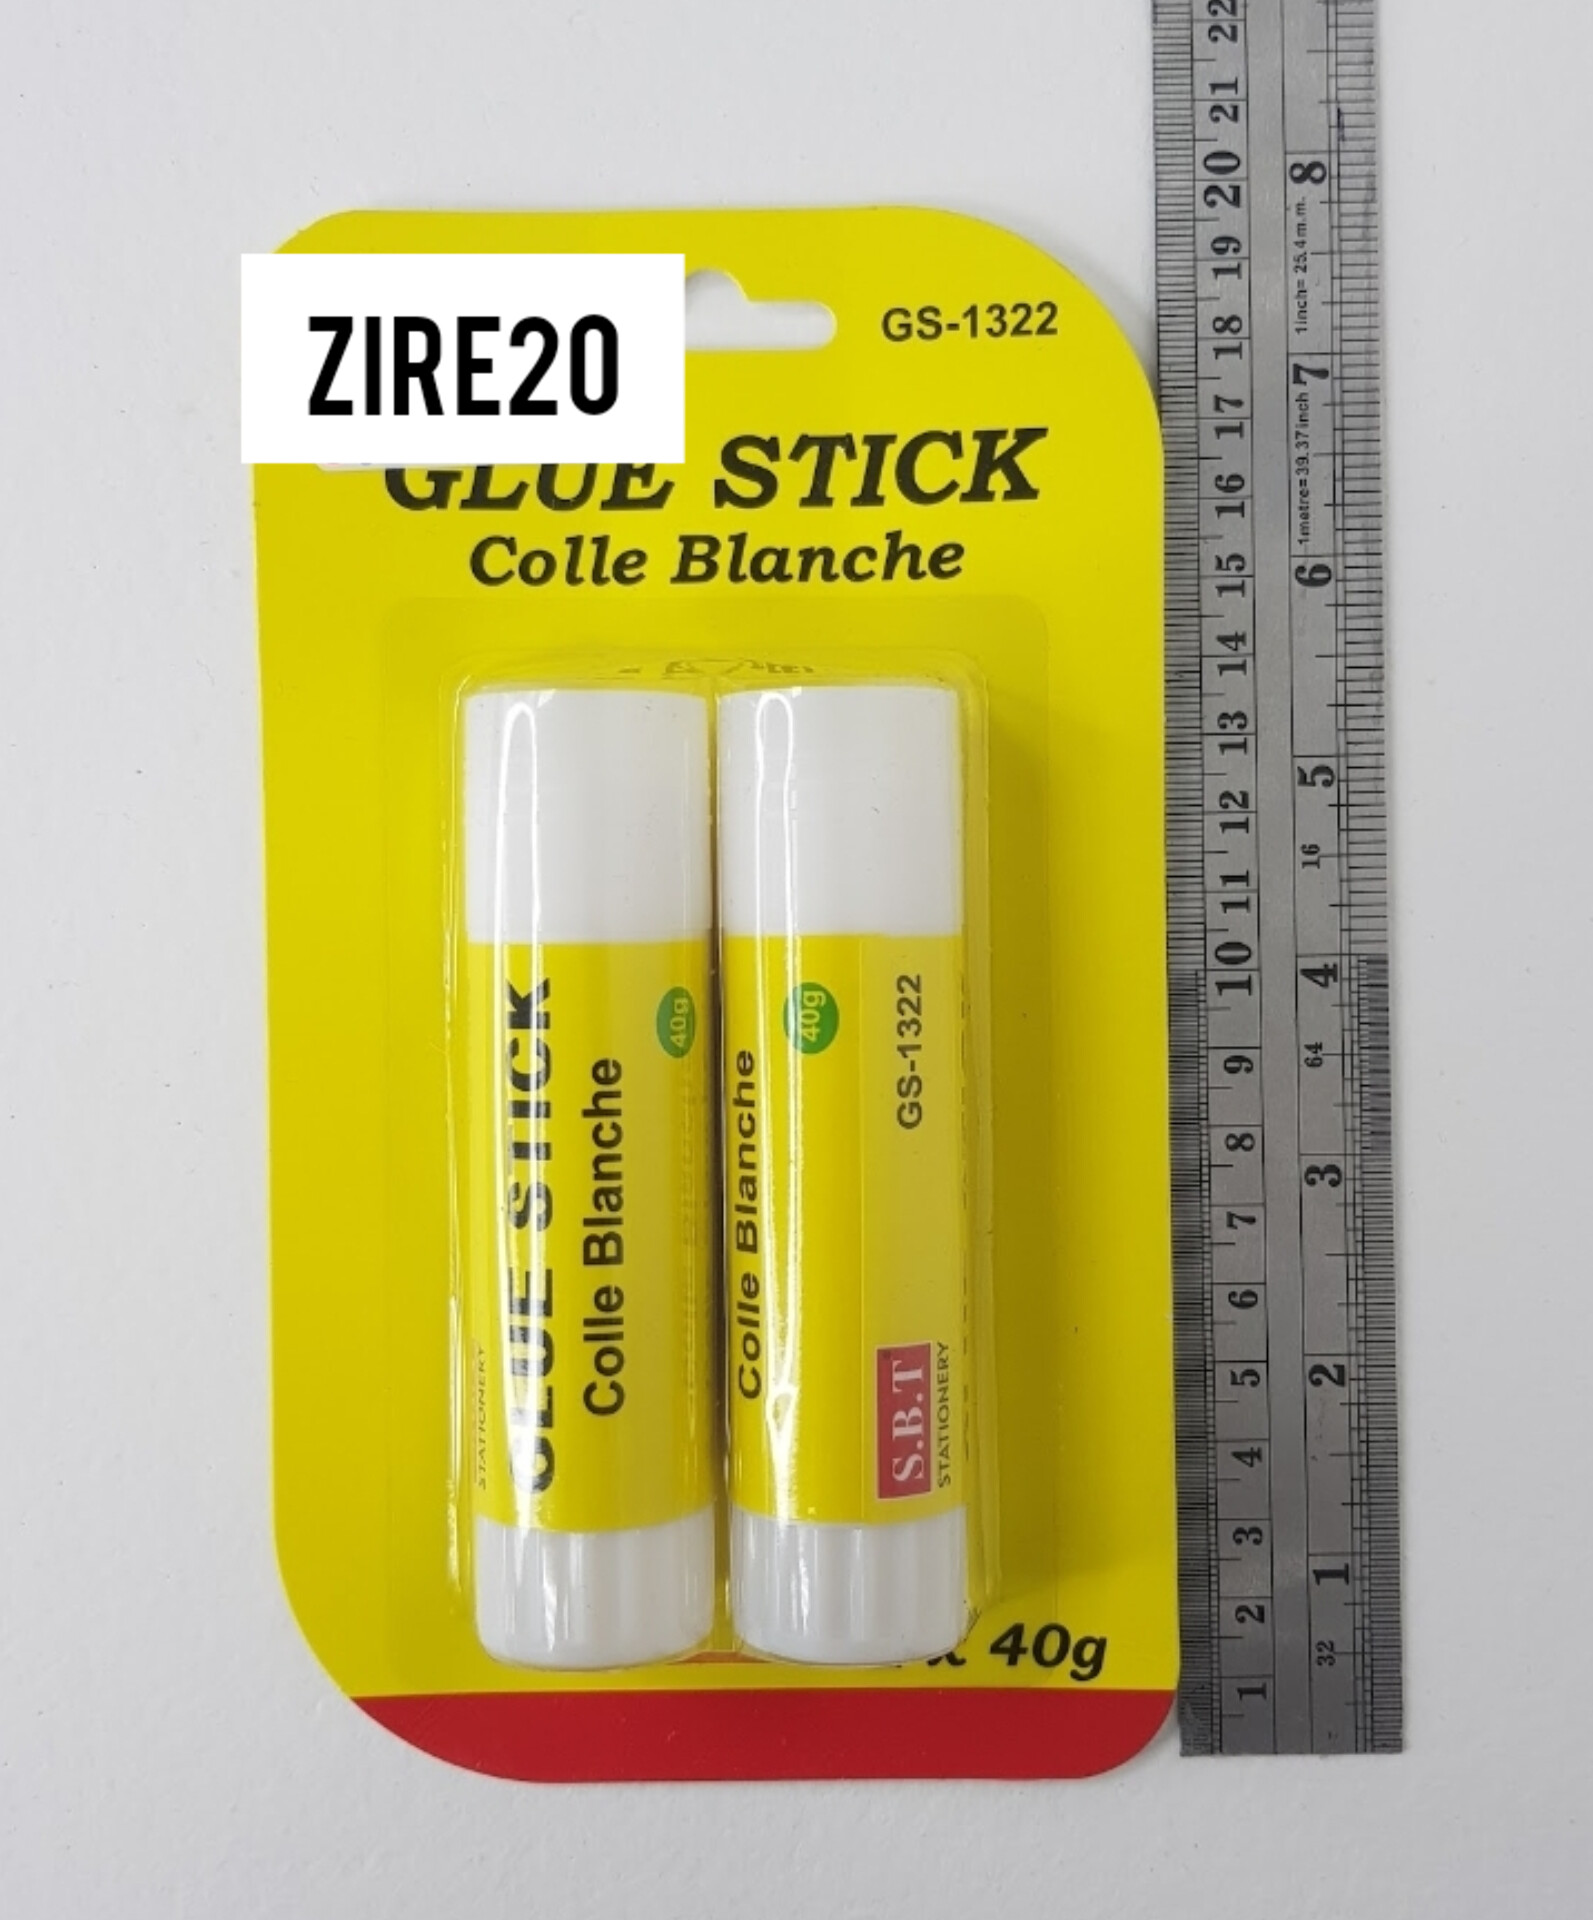 ZIRE20
GS-1322
GLUE STICK
Colle Blanche
GLUE STICK
Colle Blanche
40g
STATIONERY
Colle Blanche
40g
GS-1322
S.B.T
STATIONERY
x 40g
22
21
20
19
18
17
16
15
14
13
12
11
10
9
8
7
6
5
4
3
2
1
8
1inch= 25.4m.m.
7
1metre=39.37inch
6
5
16
4
64
3
2
1
32